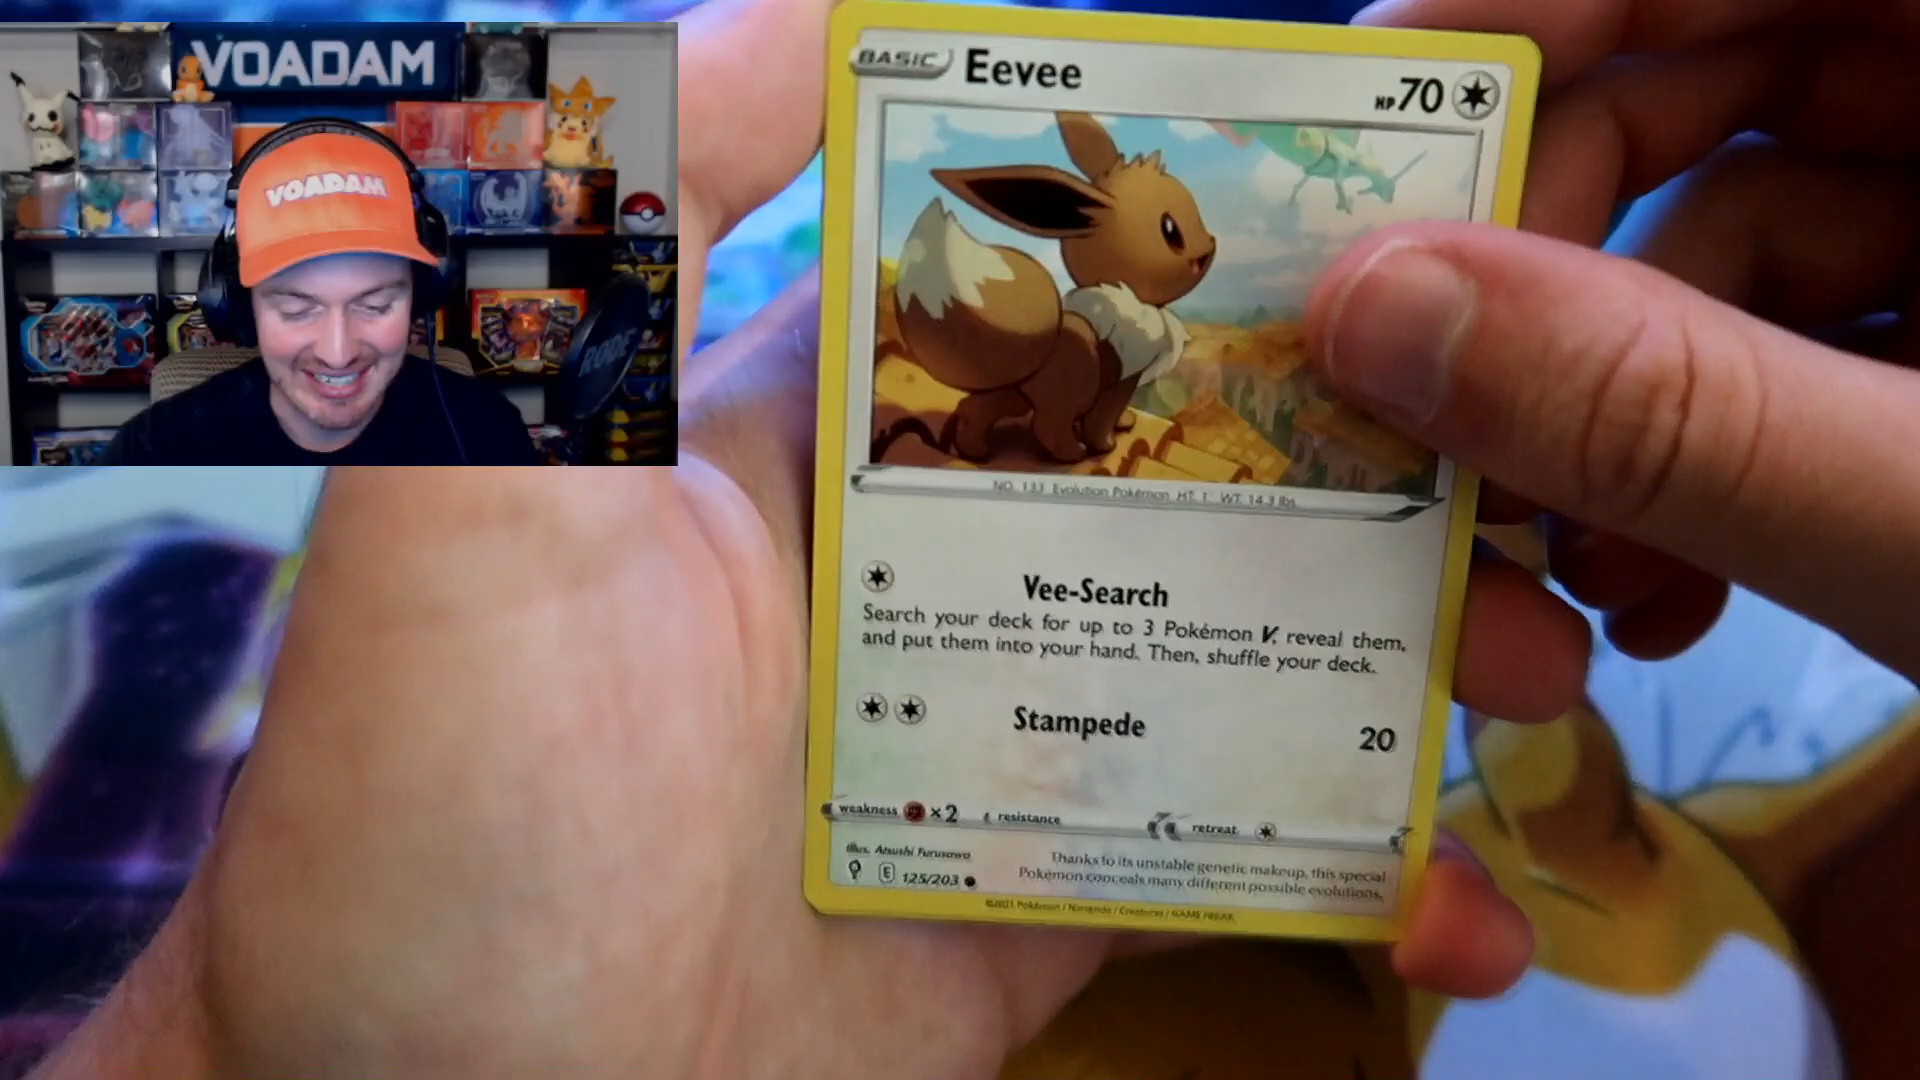 VOADAM
VOADAM
RODE
BASIC Eevee HP 70
NO. 133 Evolution Pokémon HT. 1' WT. 14.3 lbs.
Vee-Search
Search your deck for up to 3 Pokémon V, reveal them,
and put them into your hand. Then, shuffle your deck.
Stampede 20
weakness ×2 resistance retreat
Illus. Atsushi Furusawa
E 125/203
Thanks to its unstable genetic makeup, this special
Pokémon conceals many different possible evolutions.
©2021 Pokémon / Nintendo / Creatures / GAME FREAK